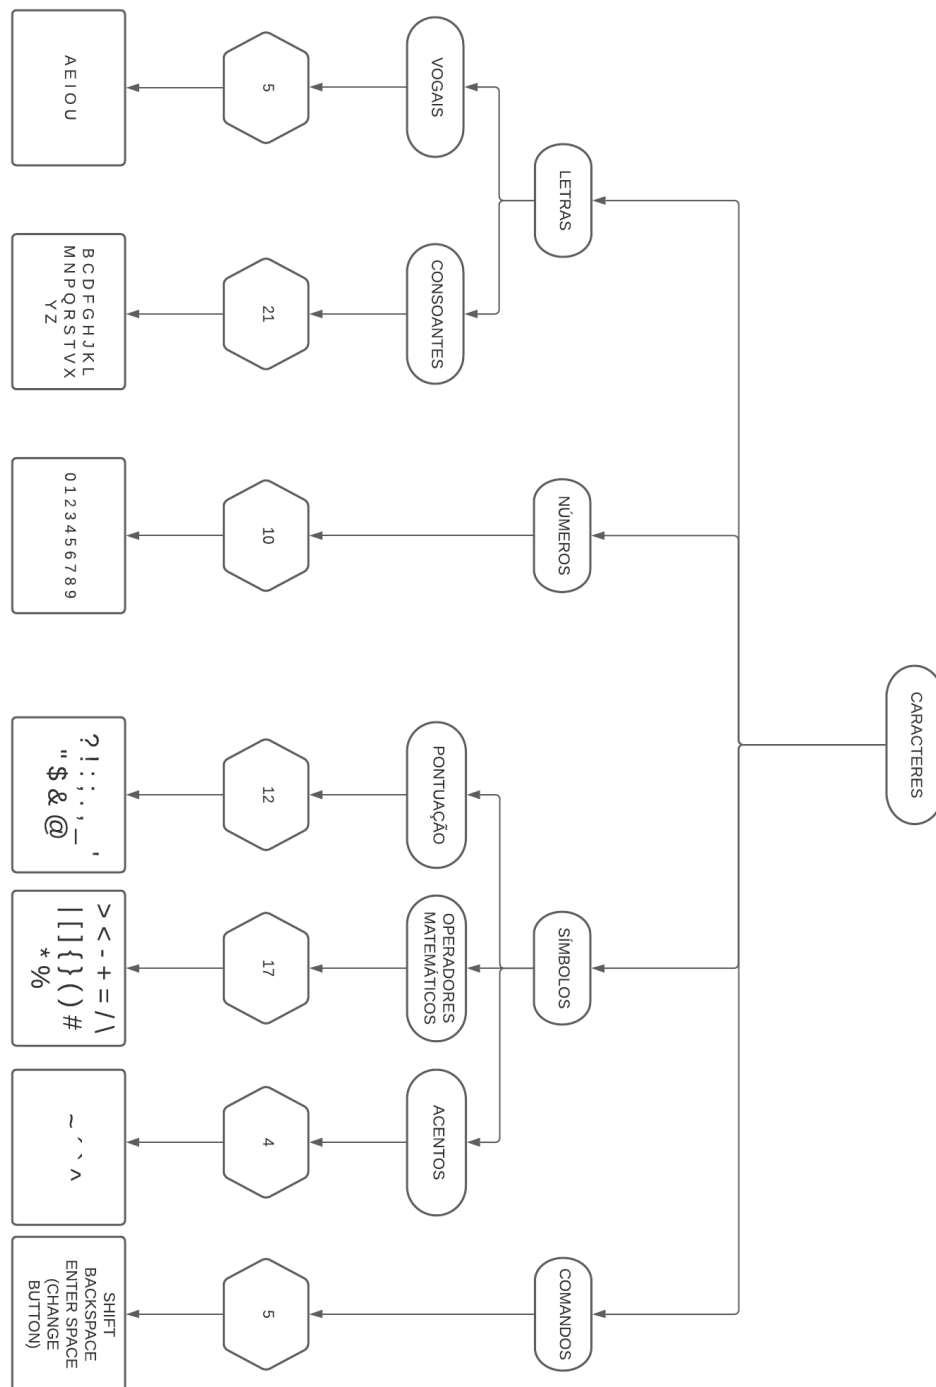 CARACTERES
LETRAS
NÚMEROS
SÍMBOLOS
COMANDOS
VOGAIS
CONSOANTES
PONTUAÇÃO
OPERADORES
MATEMÁTICOS
ACENTOS
5
21
10
12
17
4
5
A E I O U
B C D F G H J K L
M N P Q R S T V X
Y Z
0 1 2 3 4 5 6 7 8 9
? ! : ; . , _ '
" $ & @
> < - + = / \
| [ ] { } ( ) #
* %
~ ´ ` ^
SHIFT
BACKSPACE
ENTER SPACE
(CHANGE
BUTTON)